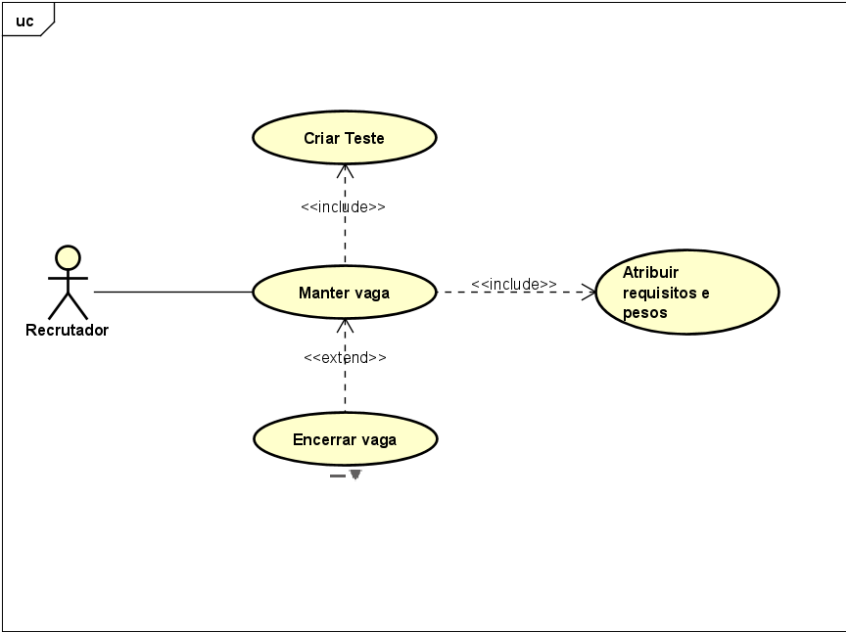 uc
Criar Teste
<<include>>
Recrutador
Manter vaga
<<include>>
Atribuir
requisitos e
pesos
<<extend>>
Encerrar vaga